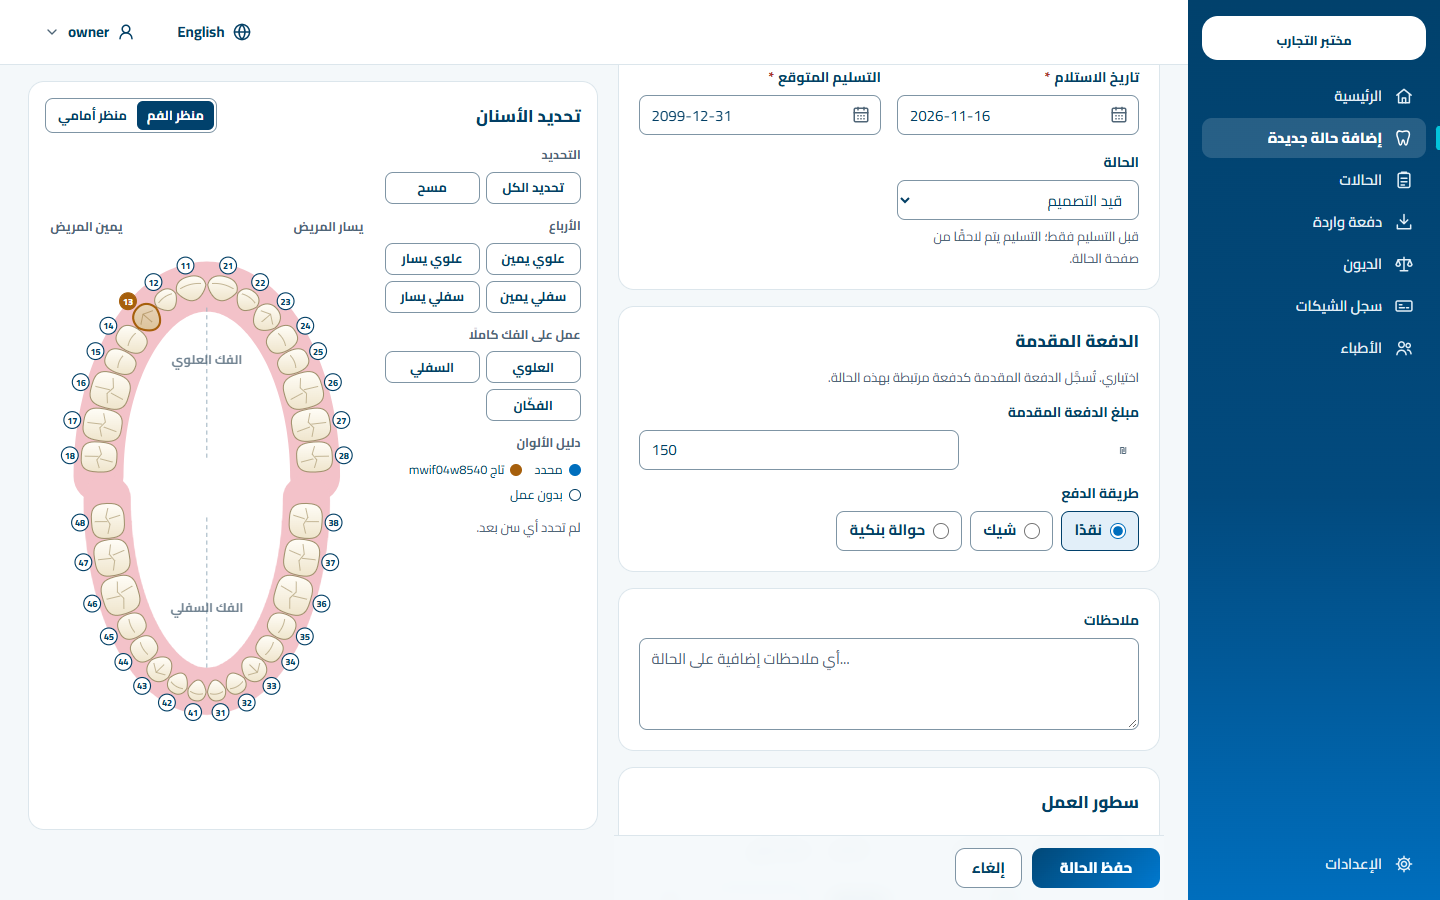 مختبر التجارب
الرئيسية
إضافة حالة جديدة
الحالات
دفعة واردة
الديون
سجل الشيكات
الأطباء
الإعدادات
English
owner
تاريخ الاستلام *
التسليم المتوقع *
2026-11-16
2099-12-31
الحالة
قيد التصميم
قبل التسليم فقط؛ التسليم يتم لاحقًا من
صفحة الحالة.
الدفعة المقدمة
اختياري. تُسجَّل الدفعة المقدمة كدفعة مرتبطة بهذه الحالة.
مبلغ الدفعة المقدمة
₪
150
طريقة الدفع
نقدًا
شيك
حوالة بنكية
ملاحظات
أي ملاحظات إضافية على الحالة...
سطور العمل
حفظ الحالة
إلغاء
تحديد الأسنان
منظر الفم
منظر أمامي
التحديد
تحديد الكل
مسح
الأرباع
علوي يمين
علوي يسار
سفلي يمين
سفلي يسار
عمل على الفك كاملًا
العلوي
السفلي
الفكّان
دليل الألوان
محدد
تاج mwif04w8540
بدون عمل
لم تحدد أي سن بعد.
يسار المريض
يمين المريض
11
21
12
22
13
23
14
24
15
25
الفك العلوي
16
26
17
27
18
28
48
38
47
37
46
36
الفك السفلي
45
35
44
34
43
33
42
32
41
31